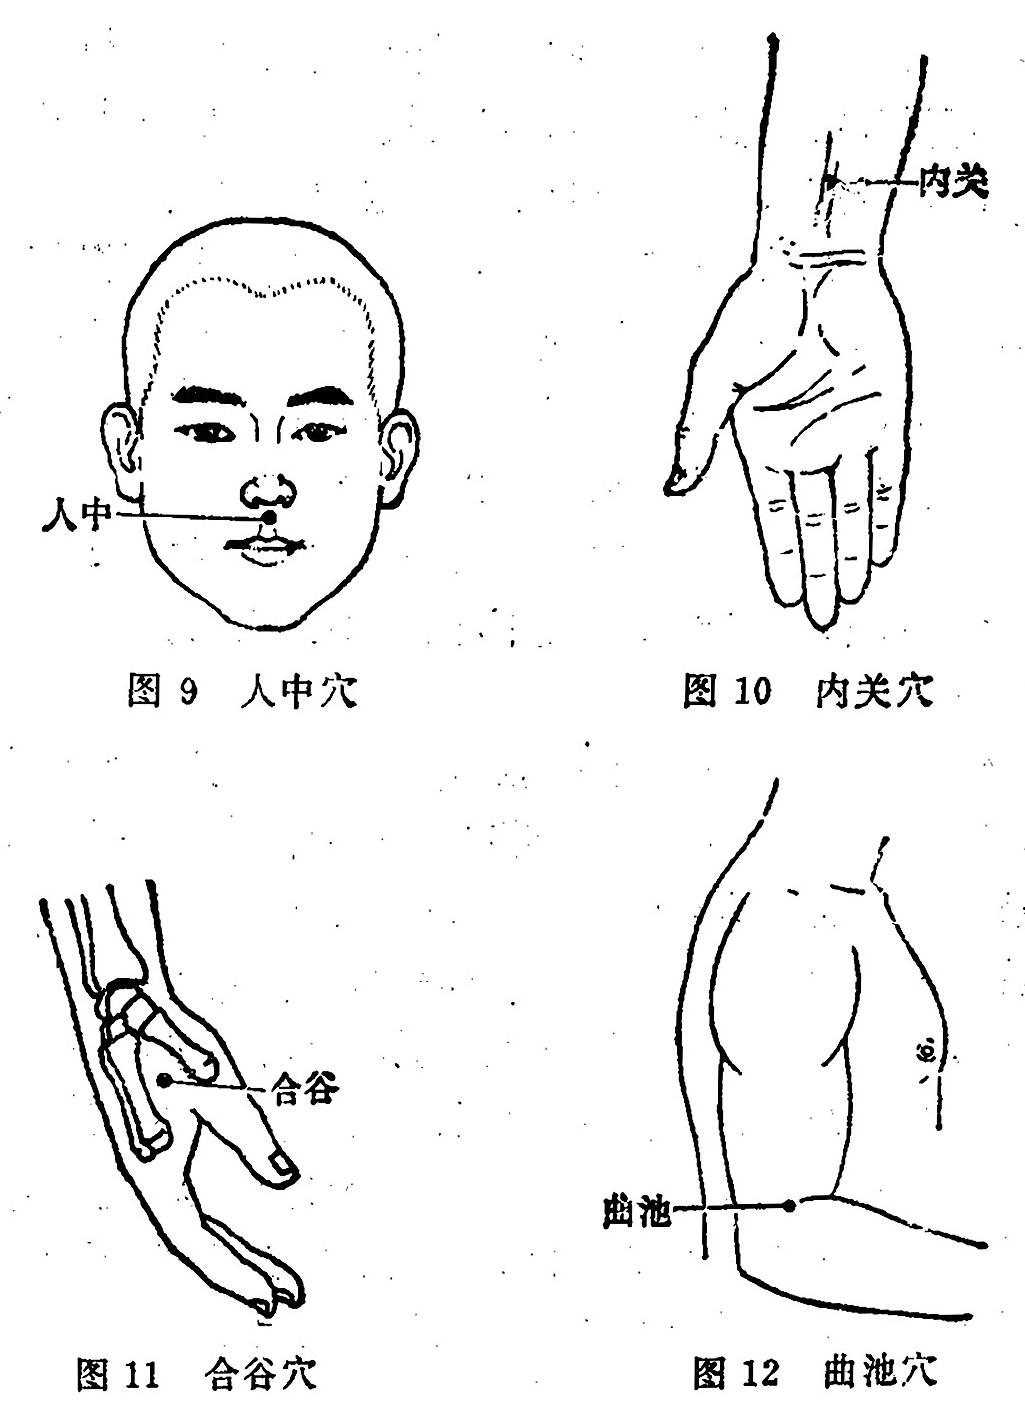 内关
人中
图 9 人中穴
图 10 内关穴
合谷
曲池
图 11 合谷穴
图 12 曲池穴